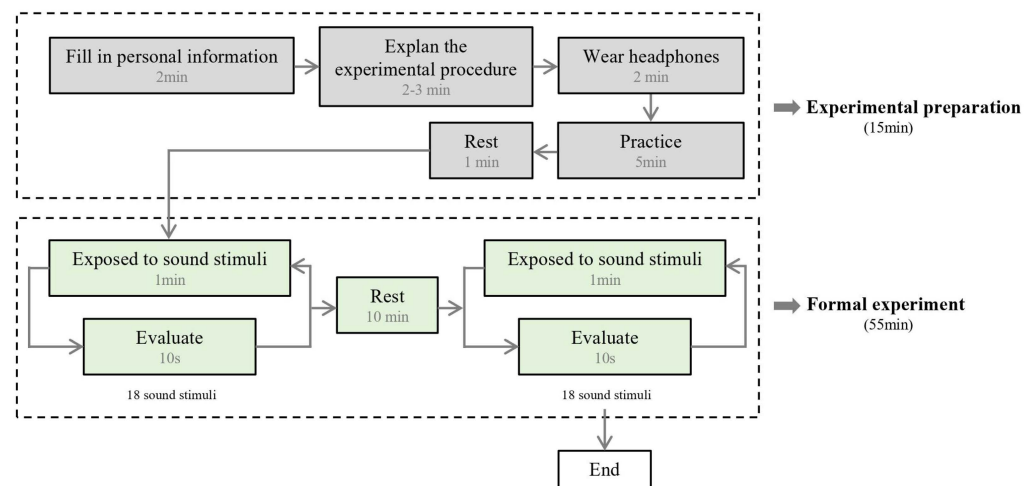 Fill in personal information
2min
Explan the
experimental procedure
2-3 min
Wear headphones
2 min
Practice
5min
Rest
1 min
Experimental preparation
(15min)
Exposed to sound stimuli
1min
Evaluate
10s
18 sound stimuli
Rest
10 min
Exposed to sound stimuli
1min
Evaluate
10s
18 sound stimuli
Formal experiment
(55min)
End